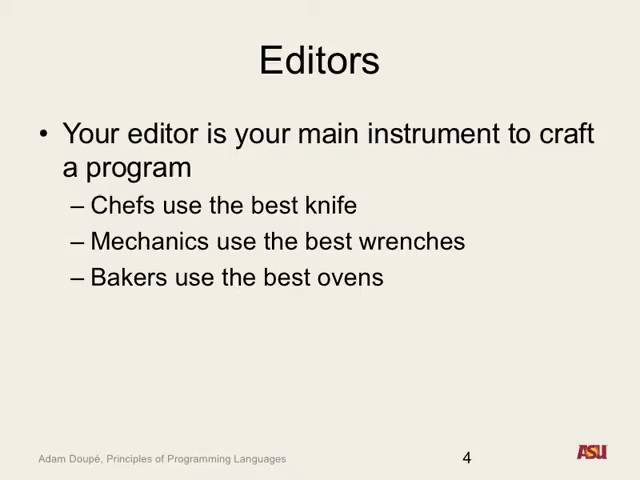 Editors
• Your editor is your main instrument to craft
a program
– Chefs use the best knife
– Mechanics use the best wrenches
– Bakers use the best ovens
Adam Doupé, Principles of Programming Languages
4
ASU